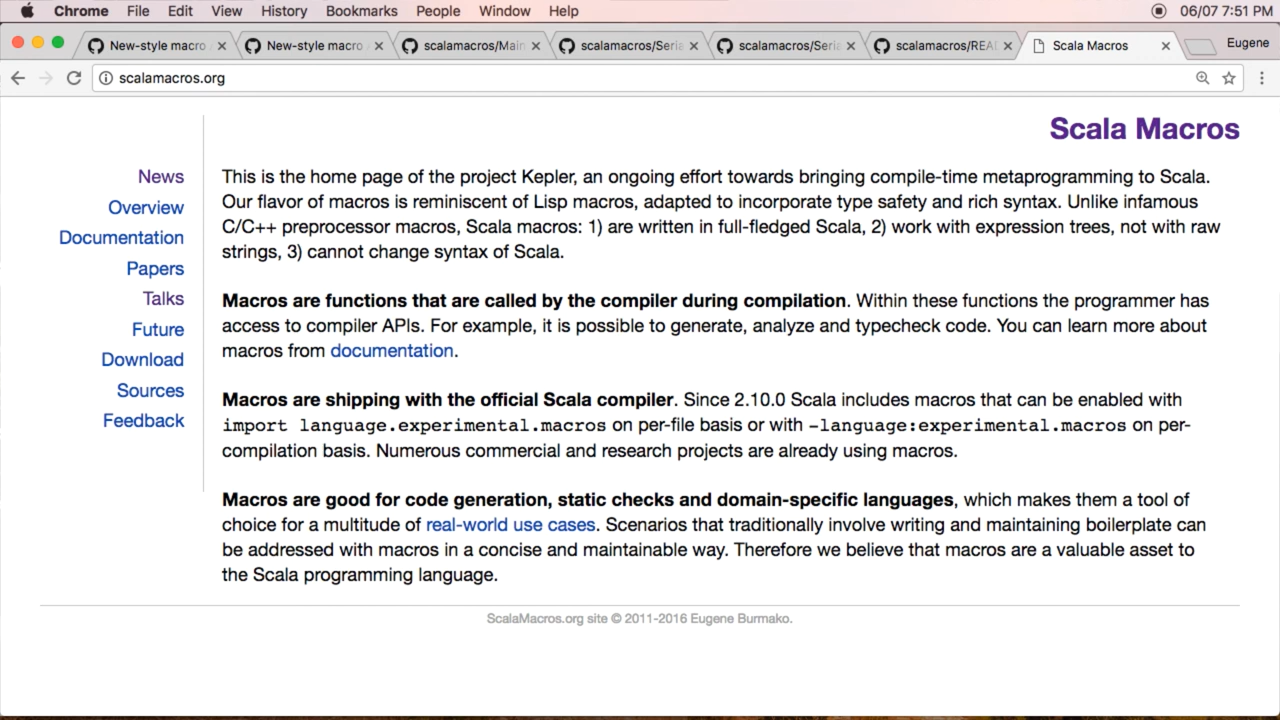 Chrome File Edit View History Bookmarks People Window Help 06/07 7:51 PM
New-style macro New-style macro scalamacros/Main scalamacros/Seria scalamacros/Seria scalamacros/REA Scala Macros Eugene
scalamacros.org
Scala Macros
News
Overview
Documentation
Papers
Talks
Future
Download
Sources
Feedback
This is the home page of the project Kepler, an ongoing effort towards bringing compile-time metaprogramming to Scala.
Our flavor of macros is reminiscent of Lisp macros, adapted to incorporate type safety and rich syntax. Unlike infamous
C/C++ preprocessor macros, Scala macros: 1) are written in full-fledged Scala, 2) work with expression trees, not with raw
strings, 3) cannot change syntax of Scala.
Macros are functions that are called by the compiler during compilation. Within these functions the programmer has
access to compiler APIs. For example, it is possible to generate, analyze and typecheck code. You can learn more about
macros from documentation.
Macros are shipping with the official Scala compiler. Since 2.10.0 Scala includes macros that can be enabled with
import language.experimental.macros on per-file basis or with -language:experimental.macros on per-
compilation basis. Numerous commercial and research projects are already using macros.
Macros are good for code generation, static checks and domain-specific languages, which makes them a tool of
choice for a multitude of real-world use cases. Scenarios that traditionally involve writing and maintaining boilerplate can
be addressed with macros in a concise and maintainable way. Therefore we believe that macros are a valuable asset to
the Scala programming language.
ScalaMacros.org site © 2011-2016 Eugene Burmako.